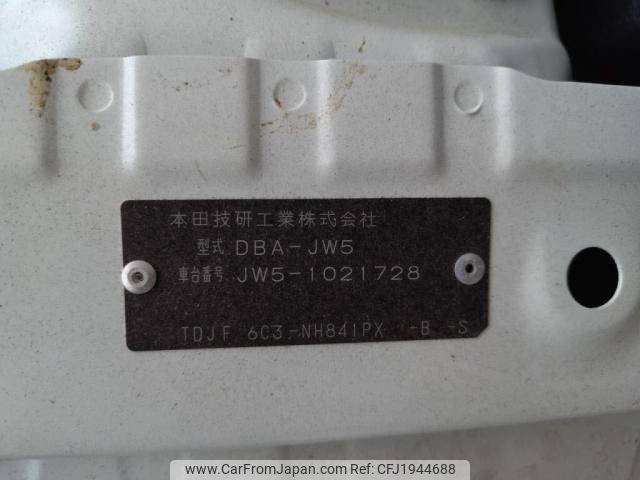 本田技研工業株式会社
型式 DBA-JW5
車台番号 JW5-1021728
TDJF 6C3-NH841PX -B -S
www.CarFromJapan.com | Ref No: CFJ1944688